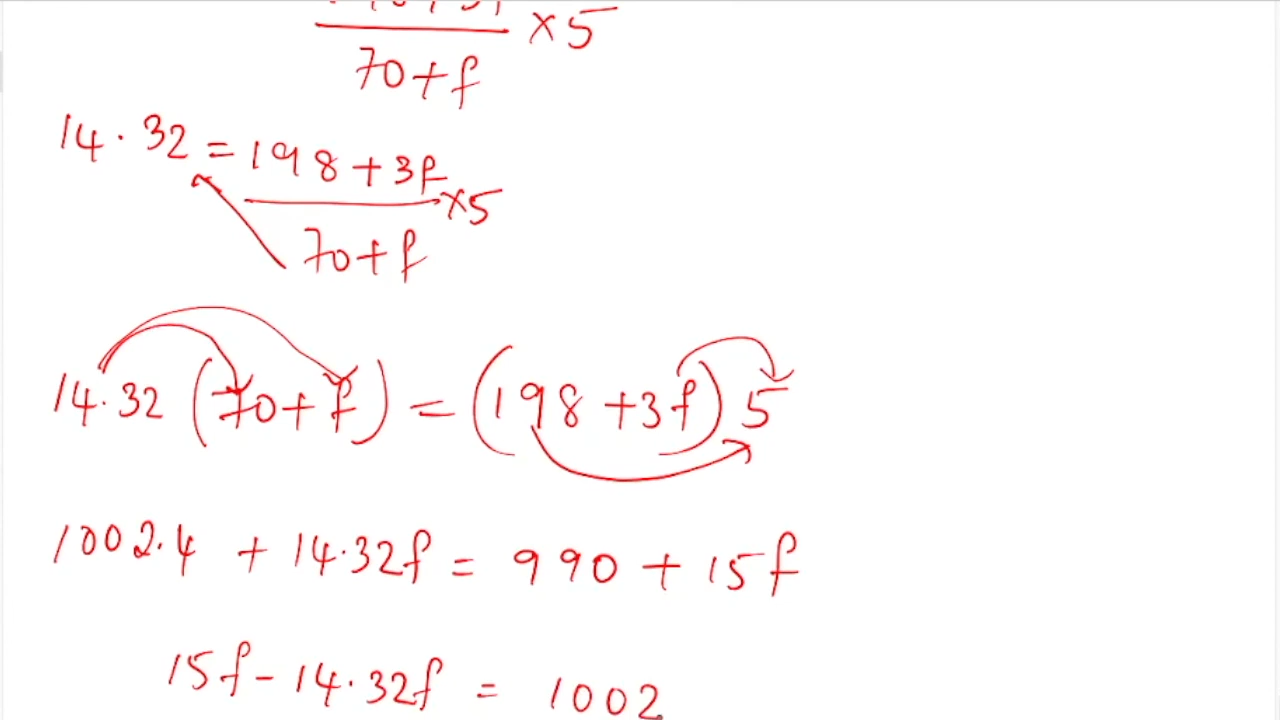 ×5
70+f
14.32 = 198+3f ×5
70+f
14.32 (70+f) = (198+3f) 5
1002.4 + 14.32f = 990 + 15f
15f - 14.32f = 1002